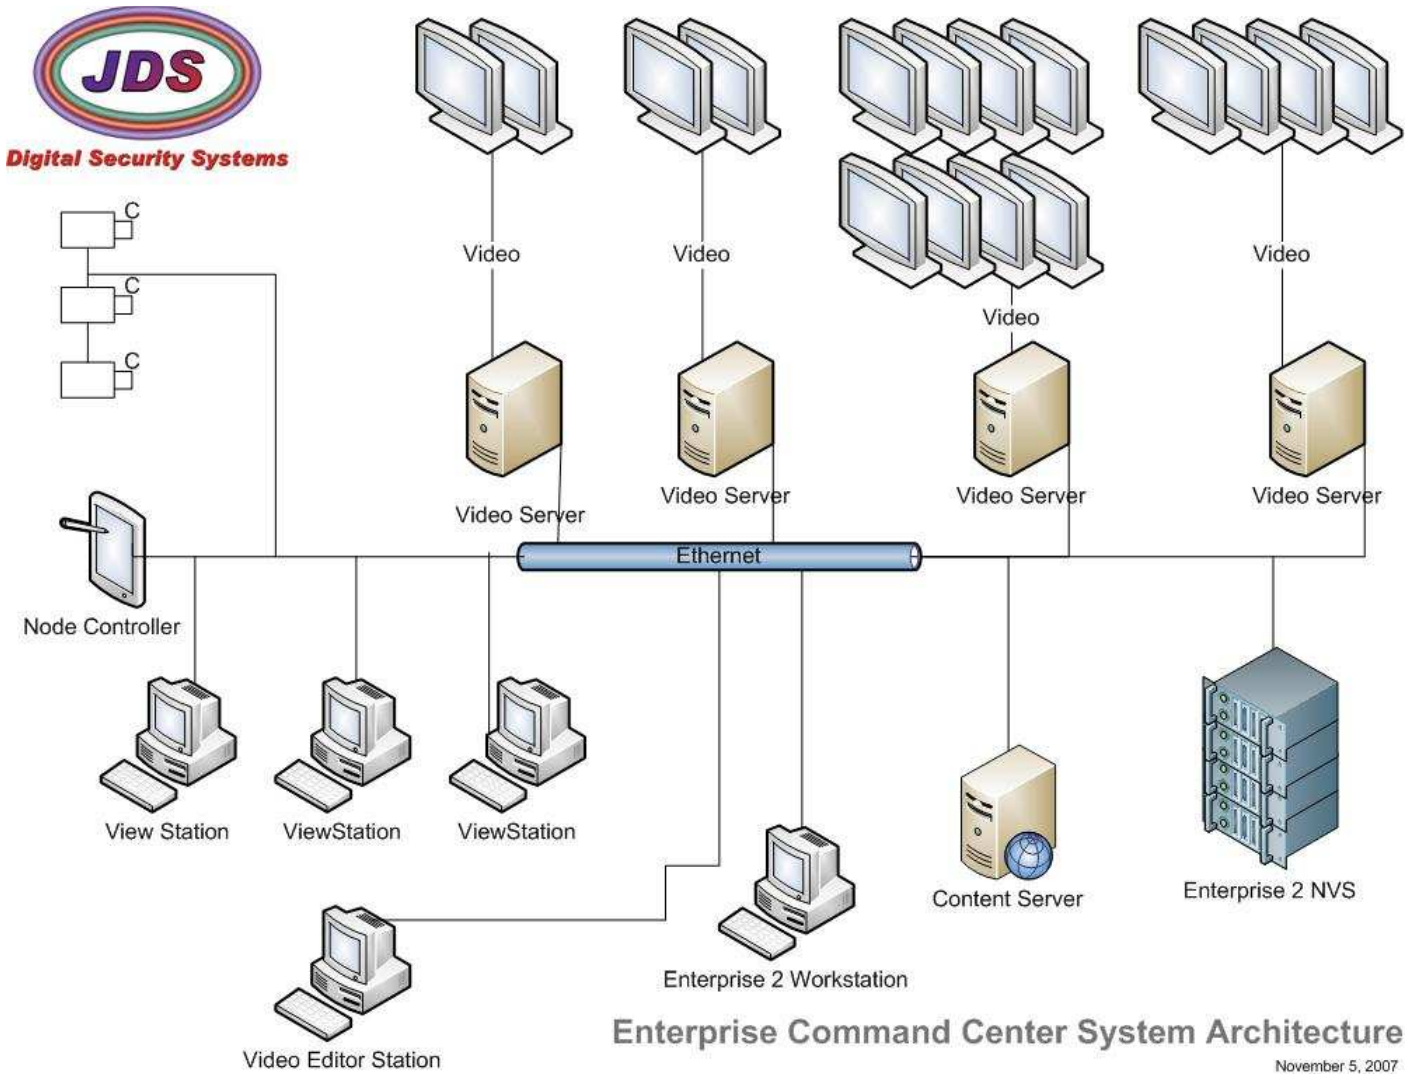 JDS
Digital Security Systems
C
C
C
Video
Video
Video
Video
Video Server
Video Server
Video Server
Video Server
Ethernet
Node Controller
View Station
ViewStation
ViewStation
Content Server
Enterprise 2 NVS
Enterprise 2 Workstation
Video Editor Station
Enterprise Command Center System Architecture
November 5, 2007